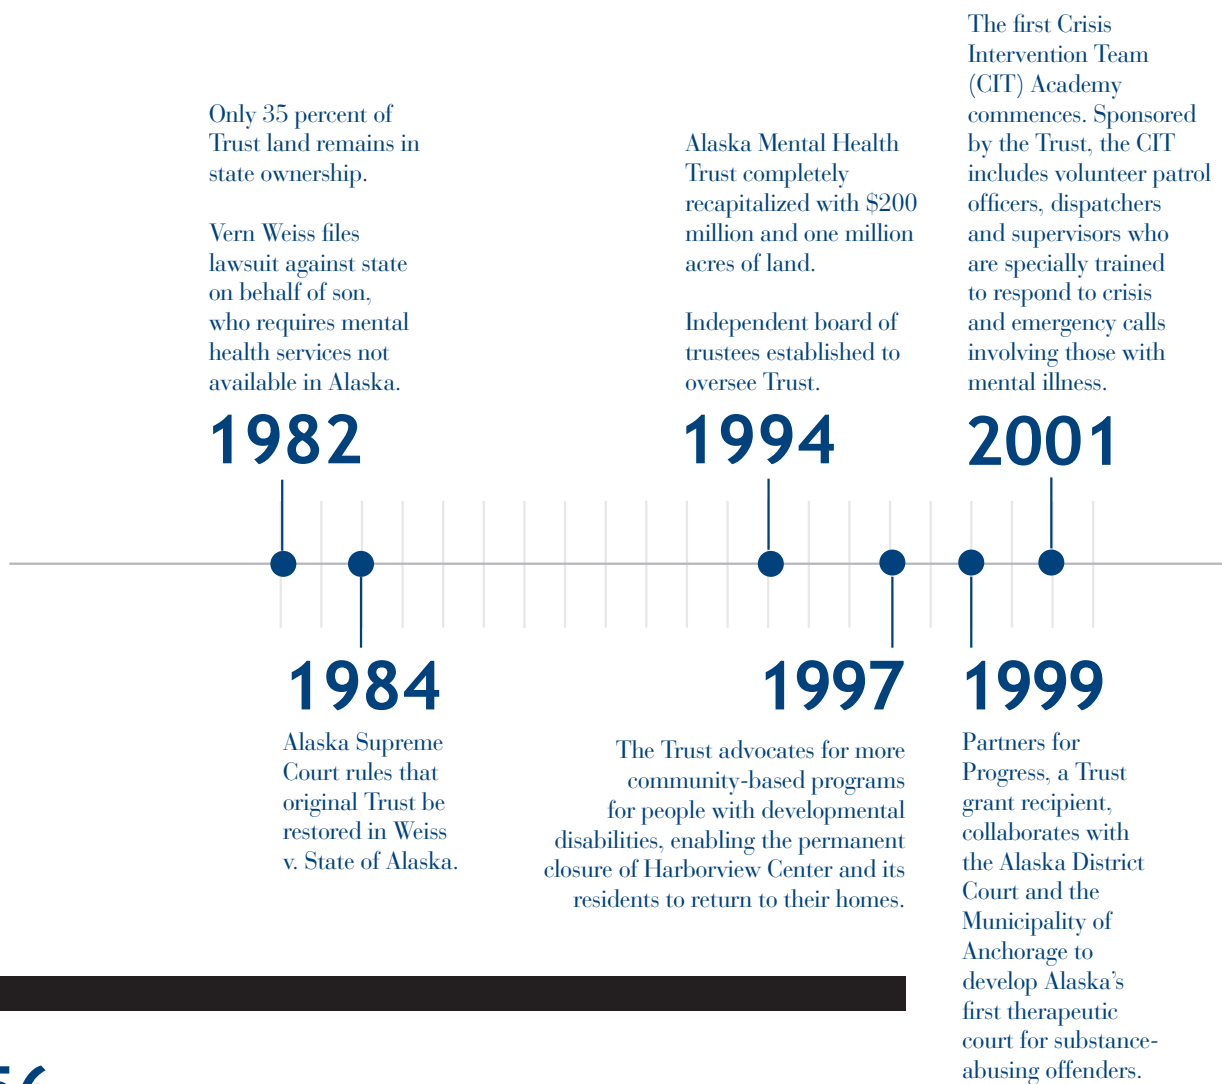 Only 35 percent of
Trust land remains in
state ownership.
Vern Weiss files
lawsuit against state
on behalf of son,
who requires mental
health services not
available in Alaska.
1982
Alaska Mental Health
Trust completely
recapitalized with $200
million and one million
acres of land.
Independent board of
trustees established to
oversee Trust.
1994
The first Crisis
Intervention Team
(CIT) Academy
commences. Sponsored
by the Trust, the CIT
includes volunteer patrol
officers, dispatchers
and supervisors who
are specially trained
to respond to crisis
and emergency calls
involving those with
mental illness.
2001
1984
Alaska Supreme
Court rules that
original Trust be
restored in Weiss
v. State of Alaska.
1997
The Trust advocates for more
community-based programs
for people with developmental
disabilities, enabling the permanent
closure of Harborview Center and its
residents to return to their homes.
1999
Partners for
Progress, a Trust
grant recipient,
collaborates with
the Alaska District
Court and the
Municipality of
Anchorage to
develop Alaska's
first therapeutic
court for substance-
abusing offenders.